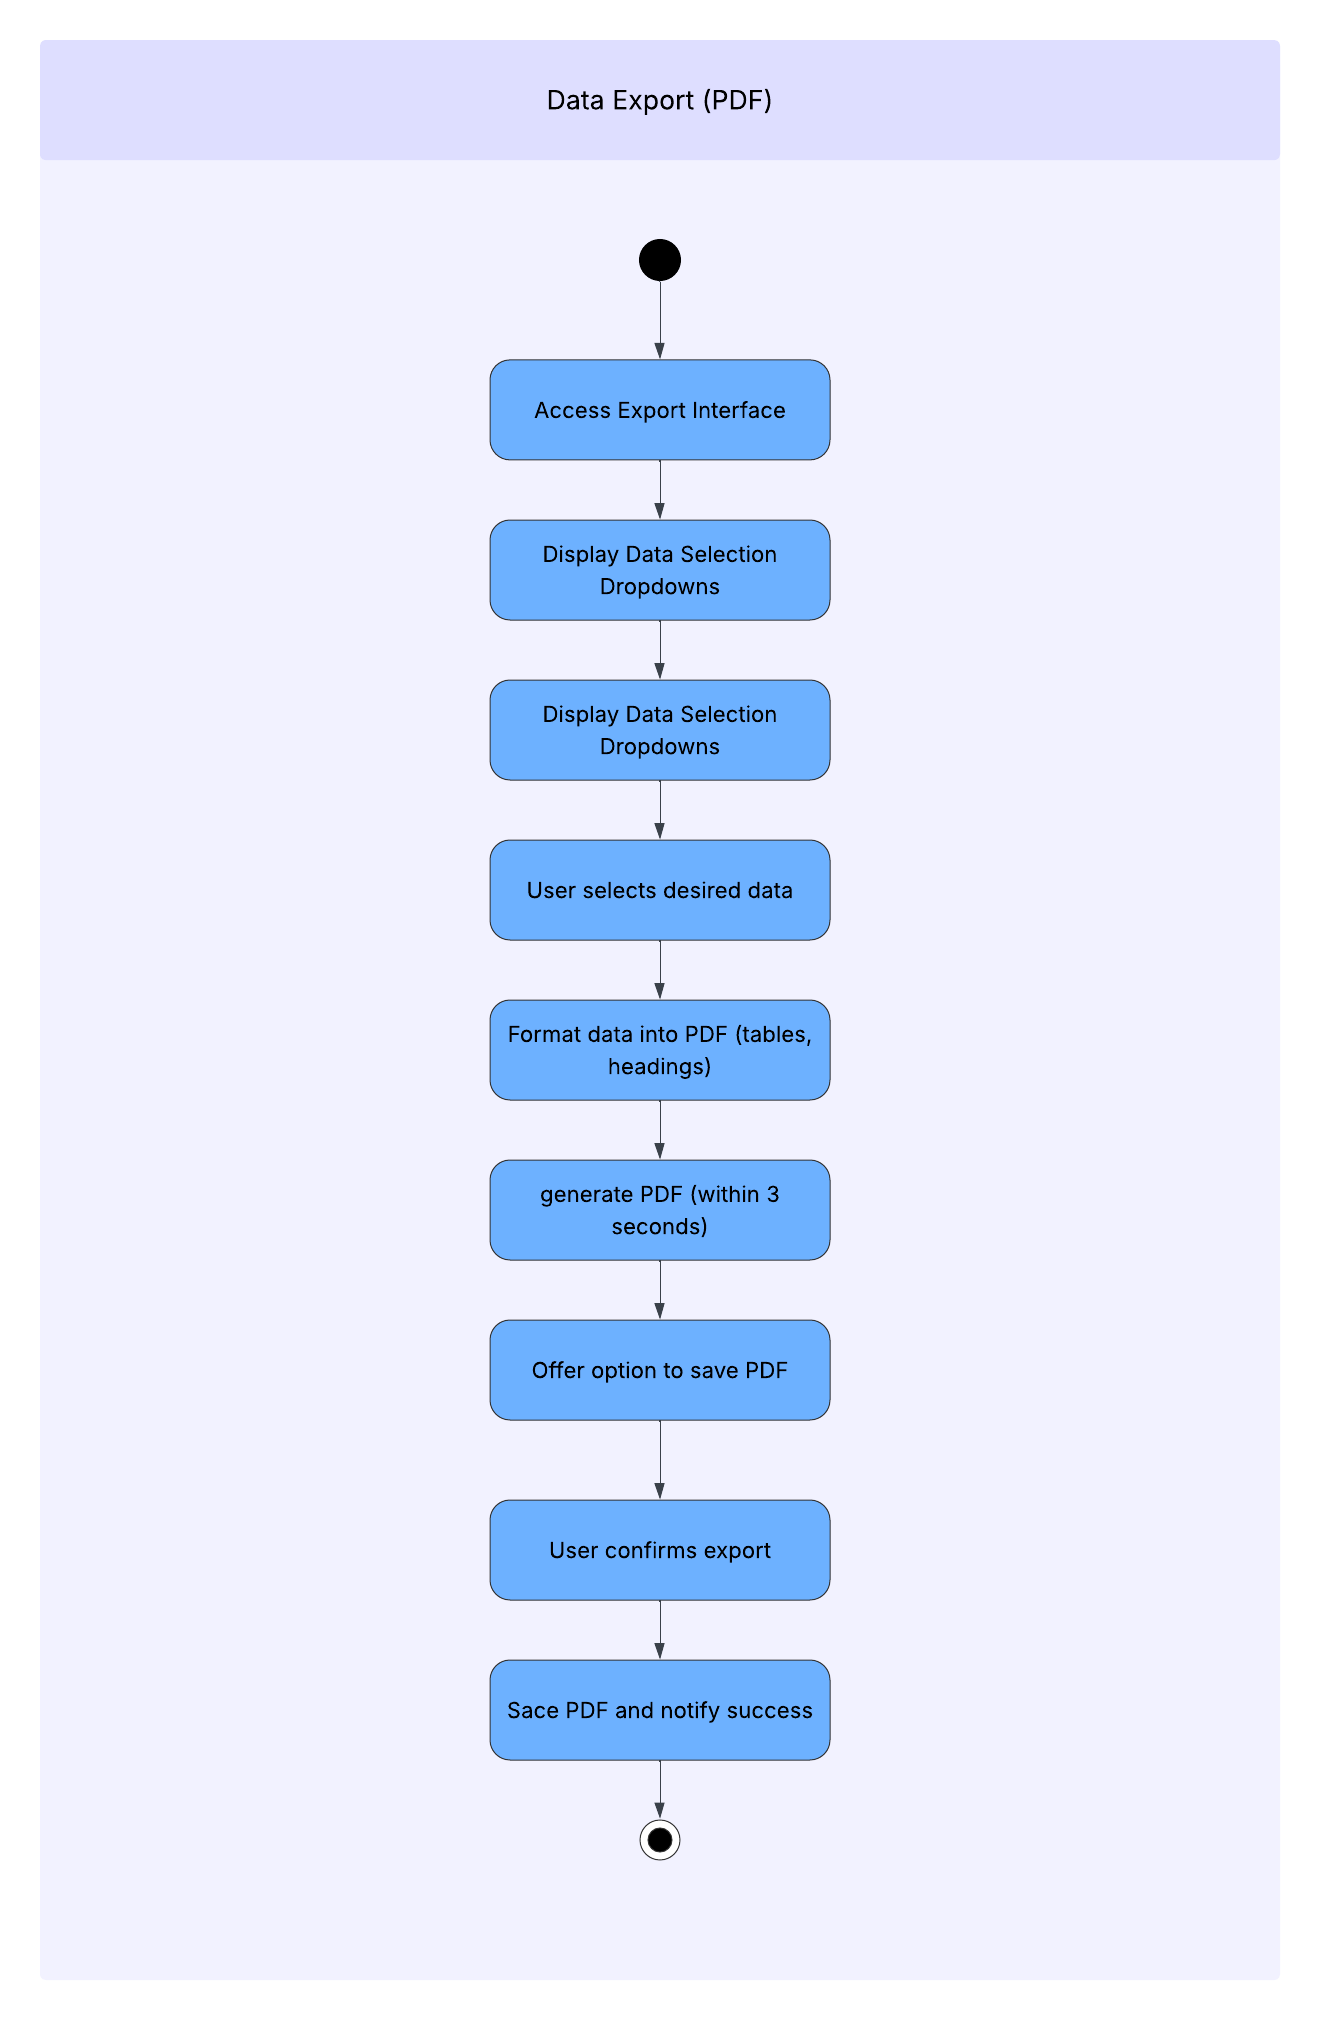 Data Export (PDF)
Access Export Interface
Display Data Selection
Dropdowns
Display Data Selection
Dropdowns
User selects desired data
Format data into PDF (tables,
headings)
generate PDF (within 3
seconds)
Offer option to save PDF
User confirms export
Sace PDF and notify success